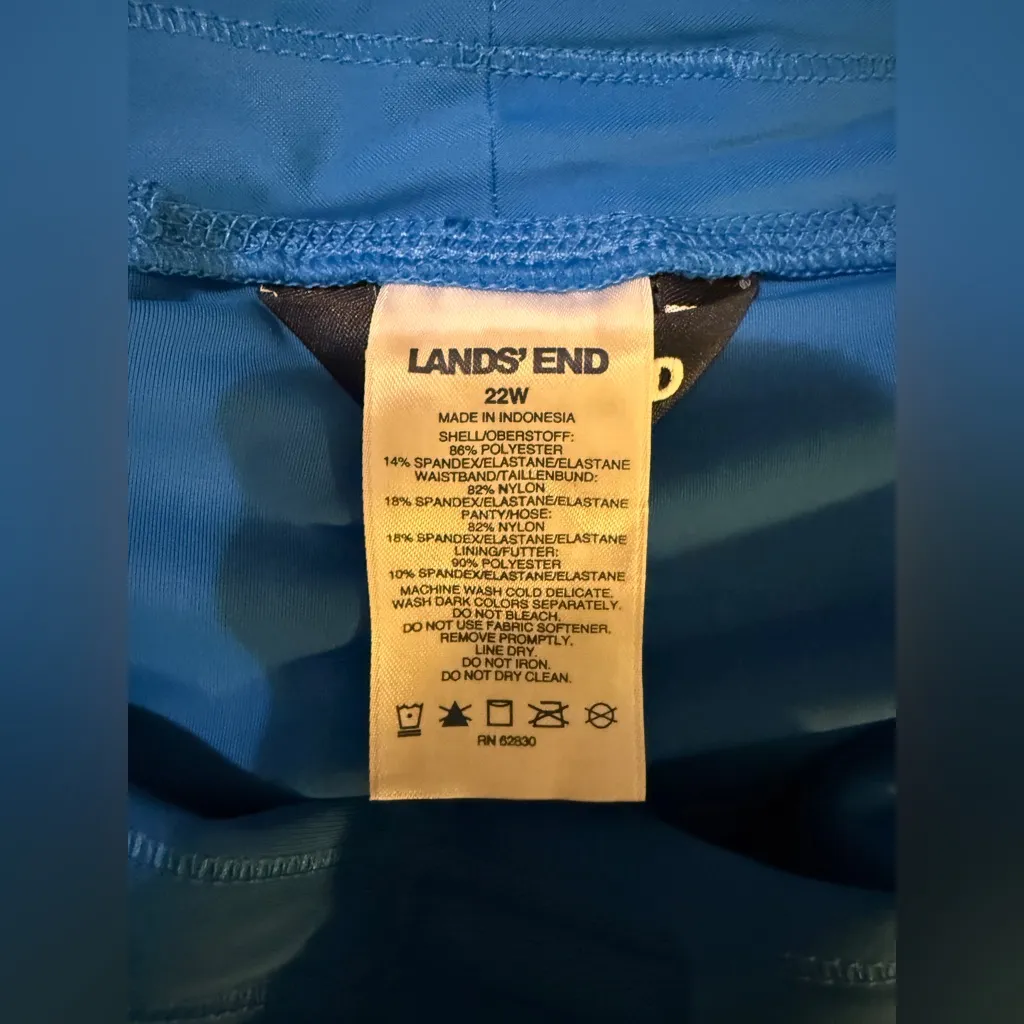 LANDS' END
22W
MADE IN INDONESIA
SHELL/OBERSTOFF:
86% POLYESTER
14% SPANDEX/ELASTANE/ELASTANE
WAISTBAND/TAILLENBUND:
82% NYLON
18% SPANDEX/ELASTANE/ELASTANE
PANTY/HOSE:
82% NYLON
18% SPANDEX/ELASTANE/ELASTANE
LINING/FUTTER:
90% POLYESTER
10% SPANDEX/ELASTANE/ELASTANE
MACHINE WASH COLD DELICATE.
WASH DARK COLORS SEPARATELY.
DO NOT BLEACH.
DO NOT USE FABRIC SOFTENER.
REMOVE PROMPTLY.
LINE DRY.
DO NOT IRON.
DO NOT DRY CLEAN.
RN 62830